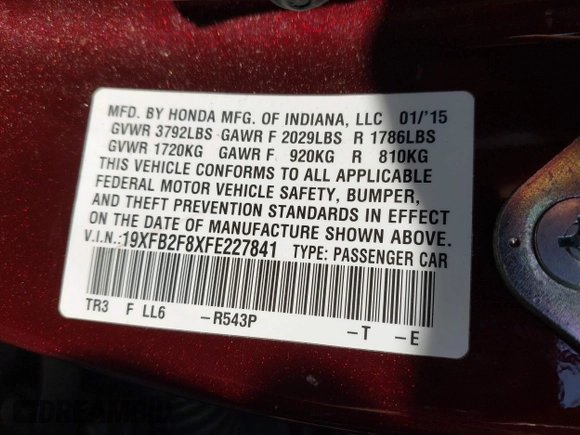 MFD. BY HONDA MFG. OF INDIANA, LLC 01/'15
GVWR 3792LBS GAWR F 2029LBS R 1786LBS
GVWR 1720KG GAWR F 920KG R 810KG
THIS VEHICLE CONFORMS TO ALL APPLICABLE
FEDERAL MOTOR VEHICLE SAFETY, BUMPER,
AND THEFT PREVENTION STANDARDS IN EFFECT
ON THE DATE OF MANUFACTURE SHOWN ABOVE.
V.I.N.:19XFB2F8XFE227841 TYPE: PASSENGER CAR
TR3 F LL6 –R543P –T –E
DREAMBID